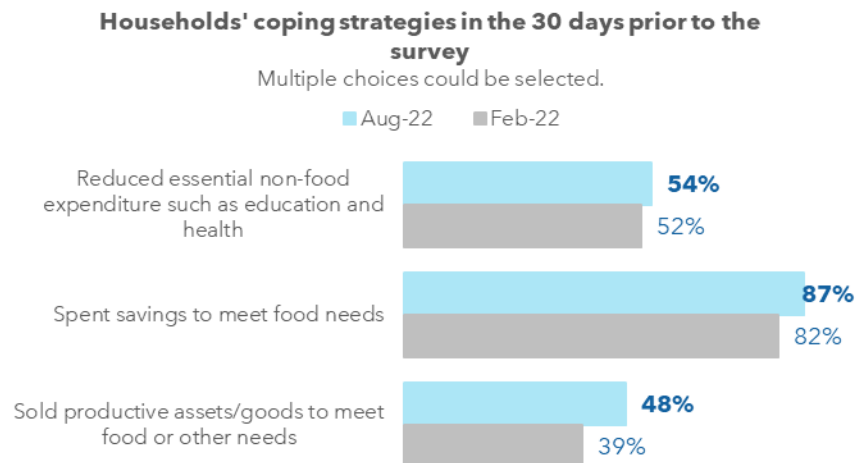 Households' coping strategies in the 30 days prior to the
survey
Multiple choices could be selected.
Aug-22 Feb-22
Reduced essential non-food
expenditure such as education and
health
54%
52%
Spent savings to meet food needs
87%
82%
Sold productive assets/goods to meet
food or other needs
48%
39%